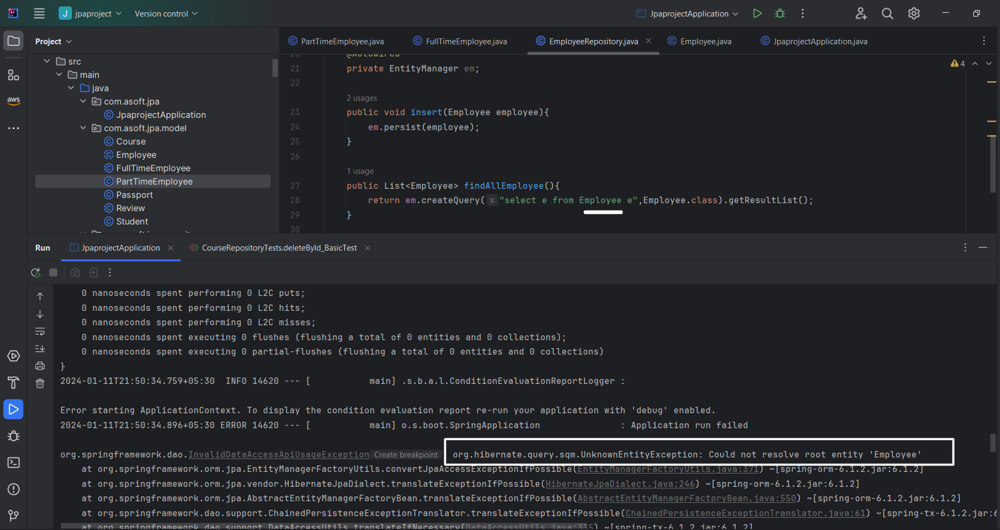 J jpaproject Version control JpaprojectApplication
Project
PartTimeEmployee.java FullTimeEmployee.java EmployeeRepository.java Employee.java JpaprojectApplication.java
src
main
java
com.asoft.jpa
JpaprojectApplication
com.asoft.jpa.model
Course
Employee
FullTimeEmployee
PartTimeEmployee
Passport
Review
Student
aws
20 @Autowired
21 private EntityManager em;
22
2 usages
23 public void insert(Employee employee){
24 em.persist(employee);
25 }
26
1 usage
27 public List<Employee> findAllEmployee(){
28 return em.createQuery( s: "select e from Employee e",Employee.class).getResultList();
29 }
30
4
Run JpaprojectApplication CourseRepositoryTests.deleteById_BasicTest
0 nanoseconds spent performing 0 L2C puts;
0 nanoseconds spent performing 0 L2C hits;
0 nanoseconds spent performing 0 L2C misses;
0 nanoseconds spent executing 0 flushes (flushing a total of 0 entities and 0 collections);
0 nanoseconds spent executing 0 partial-flushes (flushing a total of 0 entities and 0 collections)
}
2024-01-11T21:50:34.759+05:30 INFO 14620 --- [ main] .s.b.a.l.ConditionEvaluationReportLogger :
Error starting ApplicationContext. To display the condition evaluation report re-run your application with 'debug' enabled.
2024-01-11T21:50:34.896+05:30 ERROR 14620 --- [ main] o.s.boot.SpringApplication : Application run failed
org.springframework.dao.InvalidDataAccessApiUsageException Create breakpoint org.hibernate.query.sqm.UnknownEntityException: Could not resolve root entity 'Employee'
at org.springframework.orm.jpa.EntityManagerFactoryUtils.convertJpaAccessExceptionIfPossible(EntityManagerFactoryUtils.java:371) ~[spring-orm-6.1.2.jar:6.1.2]
at org.springframework.orm.jpa.vendor.HibernateJpaDialect.translateExceptionIfPossible(HibernateJpaDialect.java:246) ~[spring-orm-6.1.2.jar:6.1.2]
at org.springframework.orm.jpa.AbstractEntityManagerFactoryBean.translateExceptionIfPossible(AbstractEntityManagerFactoryBean.java:550) ~[spring-orm-6.1.2.jar:6.1.2]
at org.springframework.dao.support.ChainedPersistenceExceptionTranslator.translateExceptionIfPossible(ChainedPersistenceExceptionTranslator.java:61) ~[spring-tx-6.1.2.jar:6
at org.springframework.dao.support.DataAccessUtils.translateIfNecessary(DataAccessUtils.java:335) ~[spring-tx-6.1.2.jar:6.1.2]